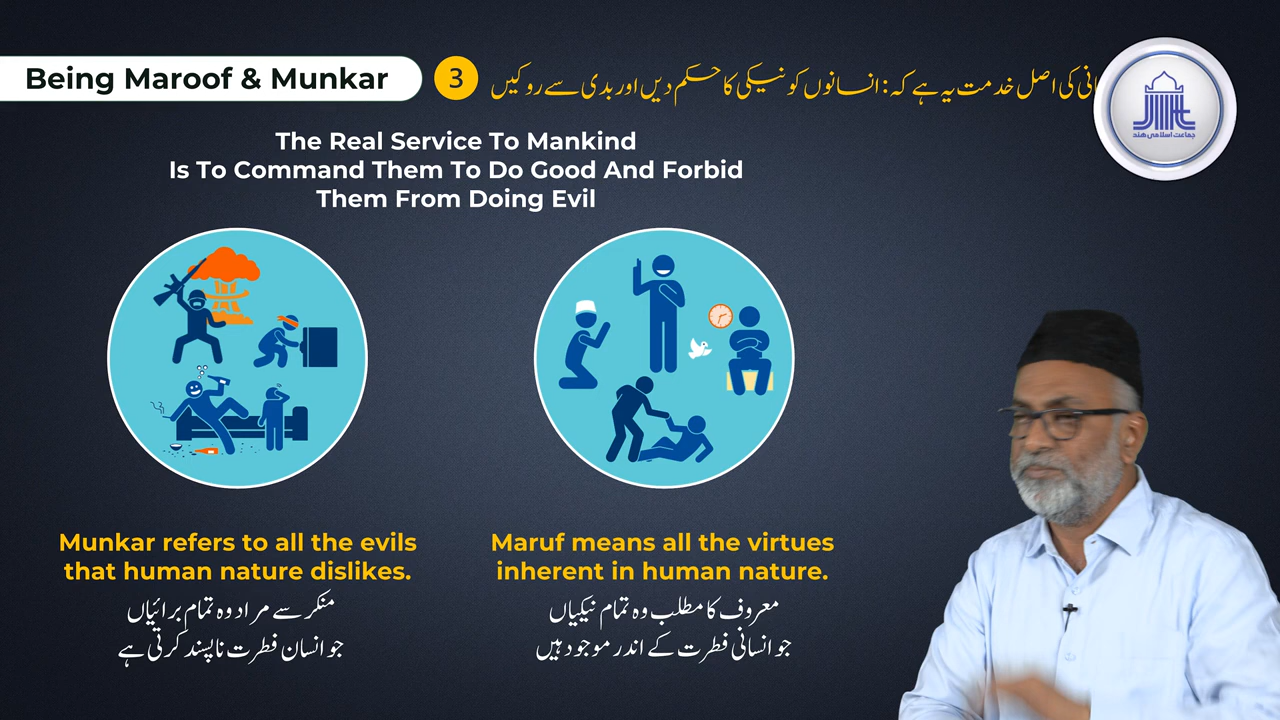 Being Maroof & Munkar
3
انی کی اصل خدمت یہ ہے کہ: انسانوں کو نیکی کا حکم دیں اور بدی سے روکیں
جماعت اسلامی هند
The Real Service To Mankind
Is To Command Them To Do Good And Forbid
Them From Doing Evil
Munkar refers to all the evils
that human nature dislikes.
منکر سے مراد وہ تمام برائیاں
جو انسان فطرت ناپسند کرتی ہے
Maruf means all the virtues
inherent in human nature.
معروف کا مطلب وہ تمام نیکیاں
جو انسانی فطرت کے اندر موجود ہیں